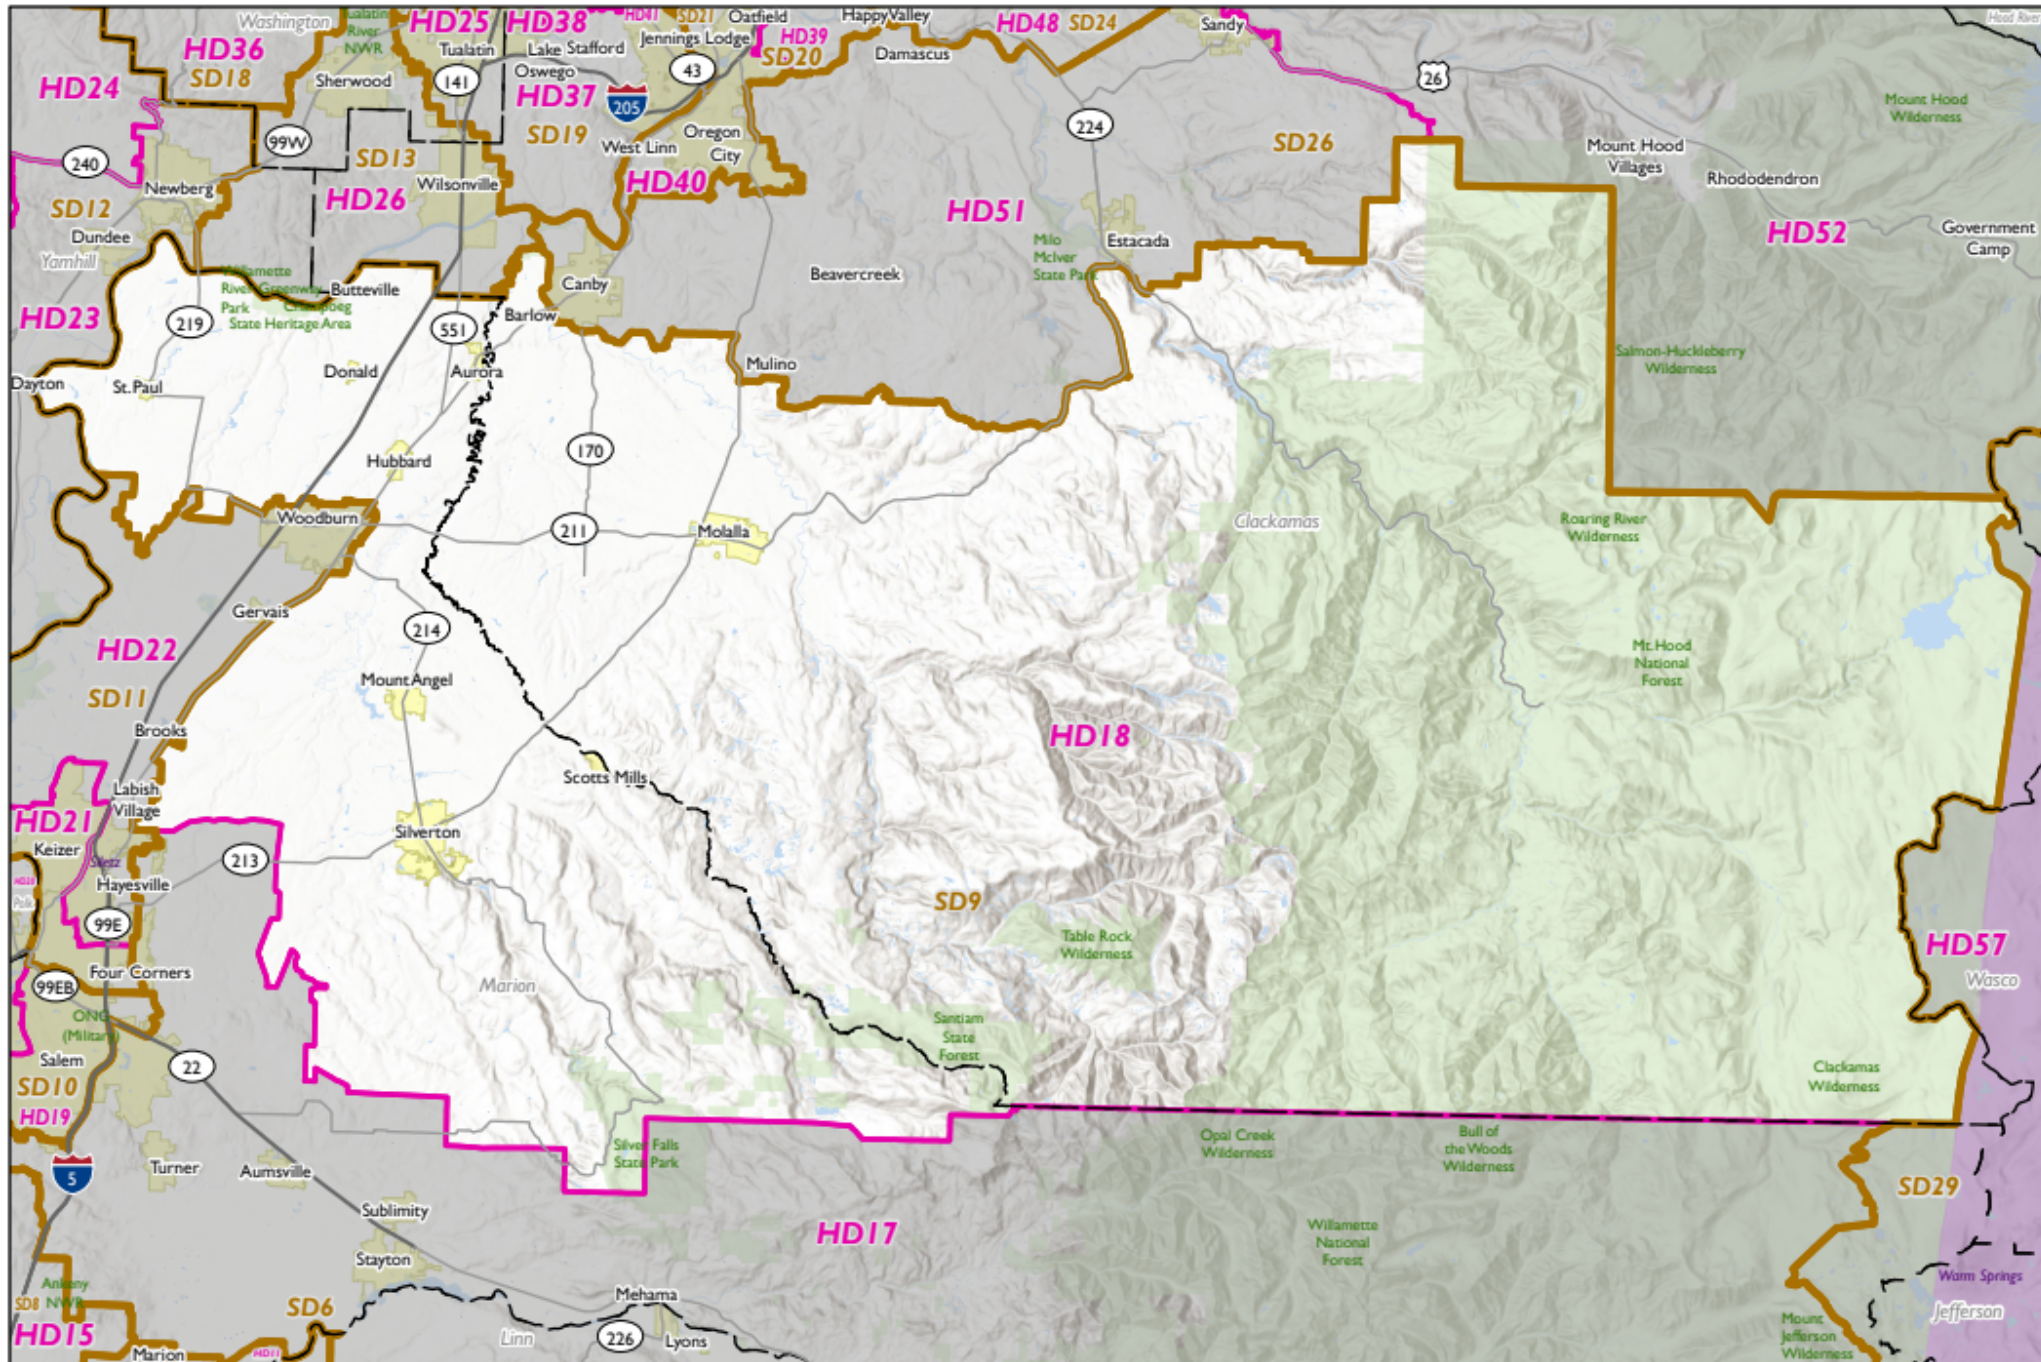 Washington
Tualatin
River
NWR
HD25
HD38
HD41
SD21
Oatfield
Happy Valley
HD48
SD24
Sandy
Hood River
HD36
SD18
Tualatin
Lake
Oswego
Stafford
Jennings Lodge
HD39
SD20
Damascus
26
HD24
Sherwood
141
HD37
205
43
Mount Hood
Wilderness
SD19
Oregon
City
224
SD26
99W
SD13
West Linn
Mount Hood
Villages
240
Newberg
Wilsonville
HD40
Rhododendron
HD26
SD12
HD51
HD52
Dundee
Yamhill
Milo
McIver
State Park
Estacada
Government
Camp
Willamette
River Greenway
Park
Champoeg
State Heritage Area
Butteville
Canby
Beavercreek
HD23
219
551
Barlow
Mulino
Salmon-Huckleberry
Wilderness
Dayton
St. Paul
Donald
Aurora
Hubbard
170
Woodburn
211
Molalla
Clackamas
Roaring River
Wilderness
Gervais
214
HD22
Mt. Hood
National
Forest
SD11
Mount Angel
Brooks
HD18
Scotts Mills
Labish
Village
HD21
Keizer
Siletz
Silverton
213
HD20
Polk
Hayesville
SD9
99E
Table Rock
Wilderness
HD57
Wasco
Four Corners
99EB
Marion
ONG
(Military)
Santiam
State
Forest
Salem
22
Clackamas
Wilderness
SD10
HD19
Silver Falls
State Park
Opal Creek
Wilderness
Bull of
the Woods
Wilderness
5
Turner
Aumsville
SD29
Sublimity
HD17
Willamette
National
Forest
Stayton
Ankeny
NWR
SD8
SD6
Mehama
Warm Springs
Jefferson
HD15
Marion
HD11
Linn
226
Lyons
Mount
Jefferson
Wilderness